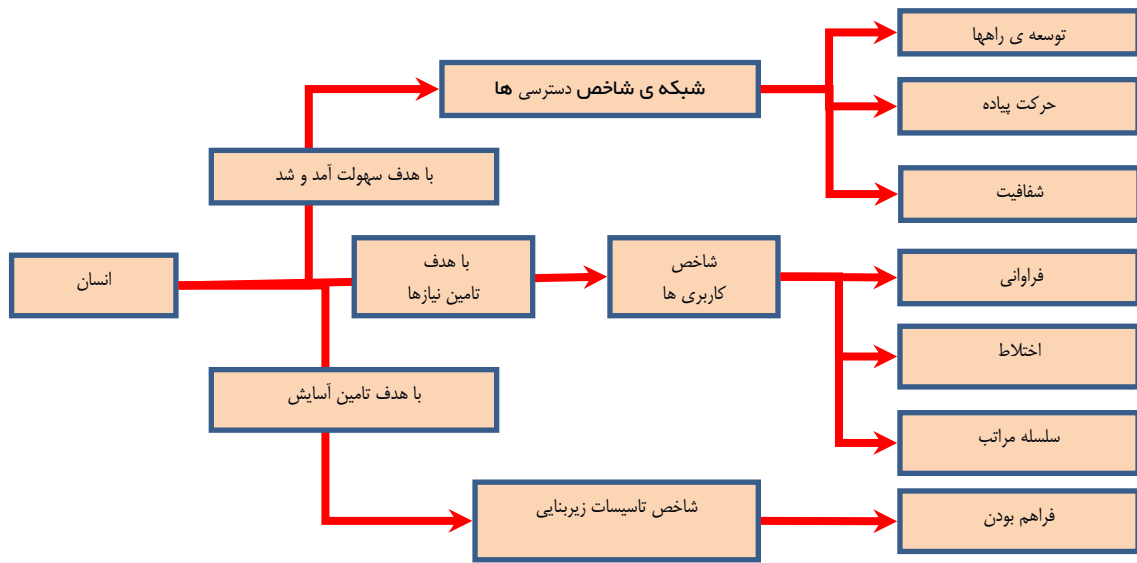 توسعه ی راهها
شبکه ی شاخص دسترسی ها
حرکت پیاده
با هدف سهولت آمد و شد
شفافیت
انسان
با هدف
تامین نیازها
شاخص
کاربری ها
فراوانی
اختلاط
با هدف تامین آسایش
سلسله مراتب
شاخص تاسیسات زیربنایی
فراهم بودن